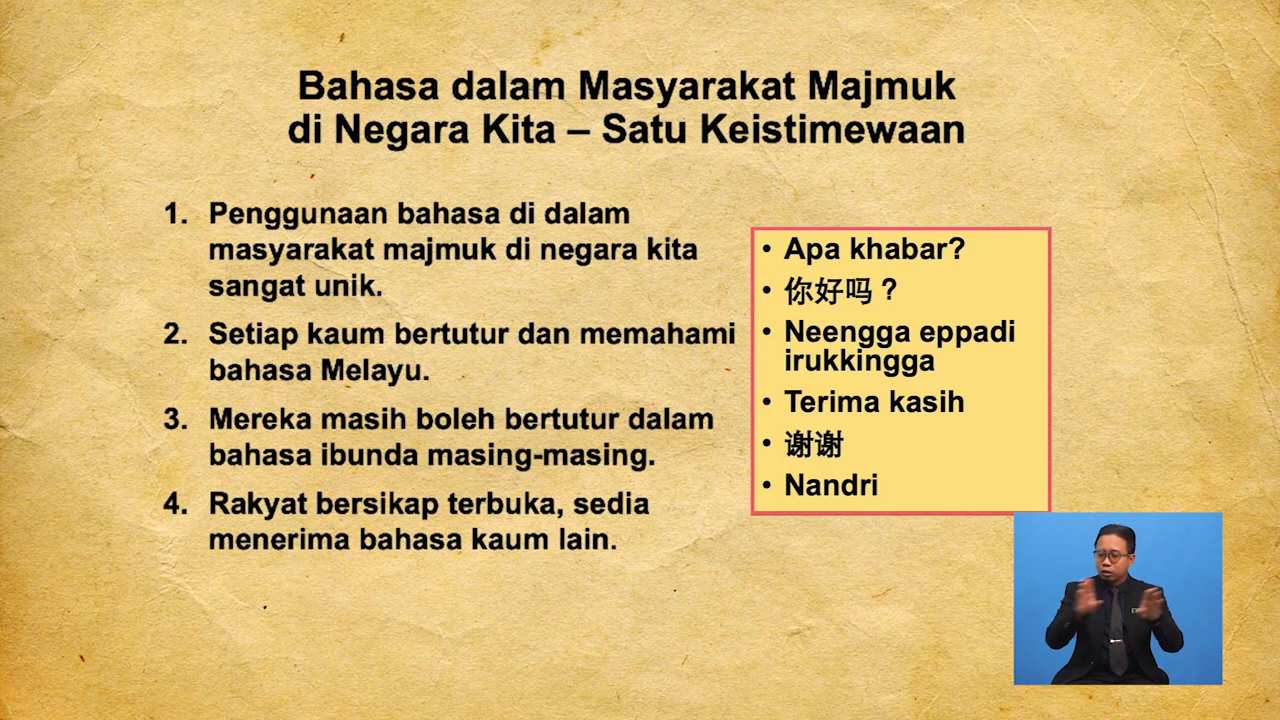 Bahasa dalam Masyarakat Majmuk
di Negara Kita – Satu Keistimewaan
1. Penggunaan bahasa di dalam
masyarakat majmuk di negara kita
sangat unik.
2. Setiap kaum bertutur dan memahami
bahasa Melayu.
3. Mereka masih boleh bertutur dalam
bahasa ibunda masing-masing.
4. Rakyat bersikap terbuka, sedia
menerima bahasa kaum lain.
• Apa khabar?
• 你好吗？
• Neengga eppadi
irukkingga
• Terima kasih
• 谢谢
• Nandri